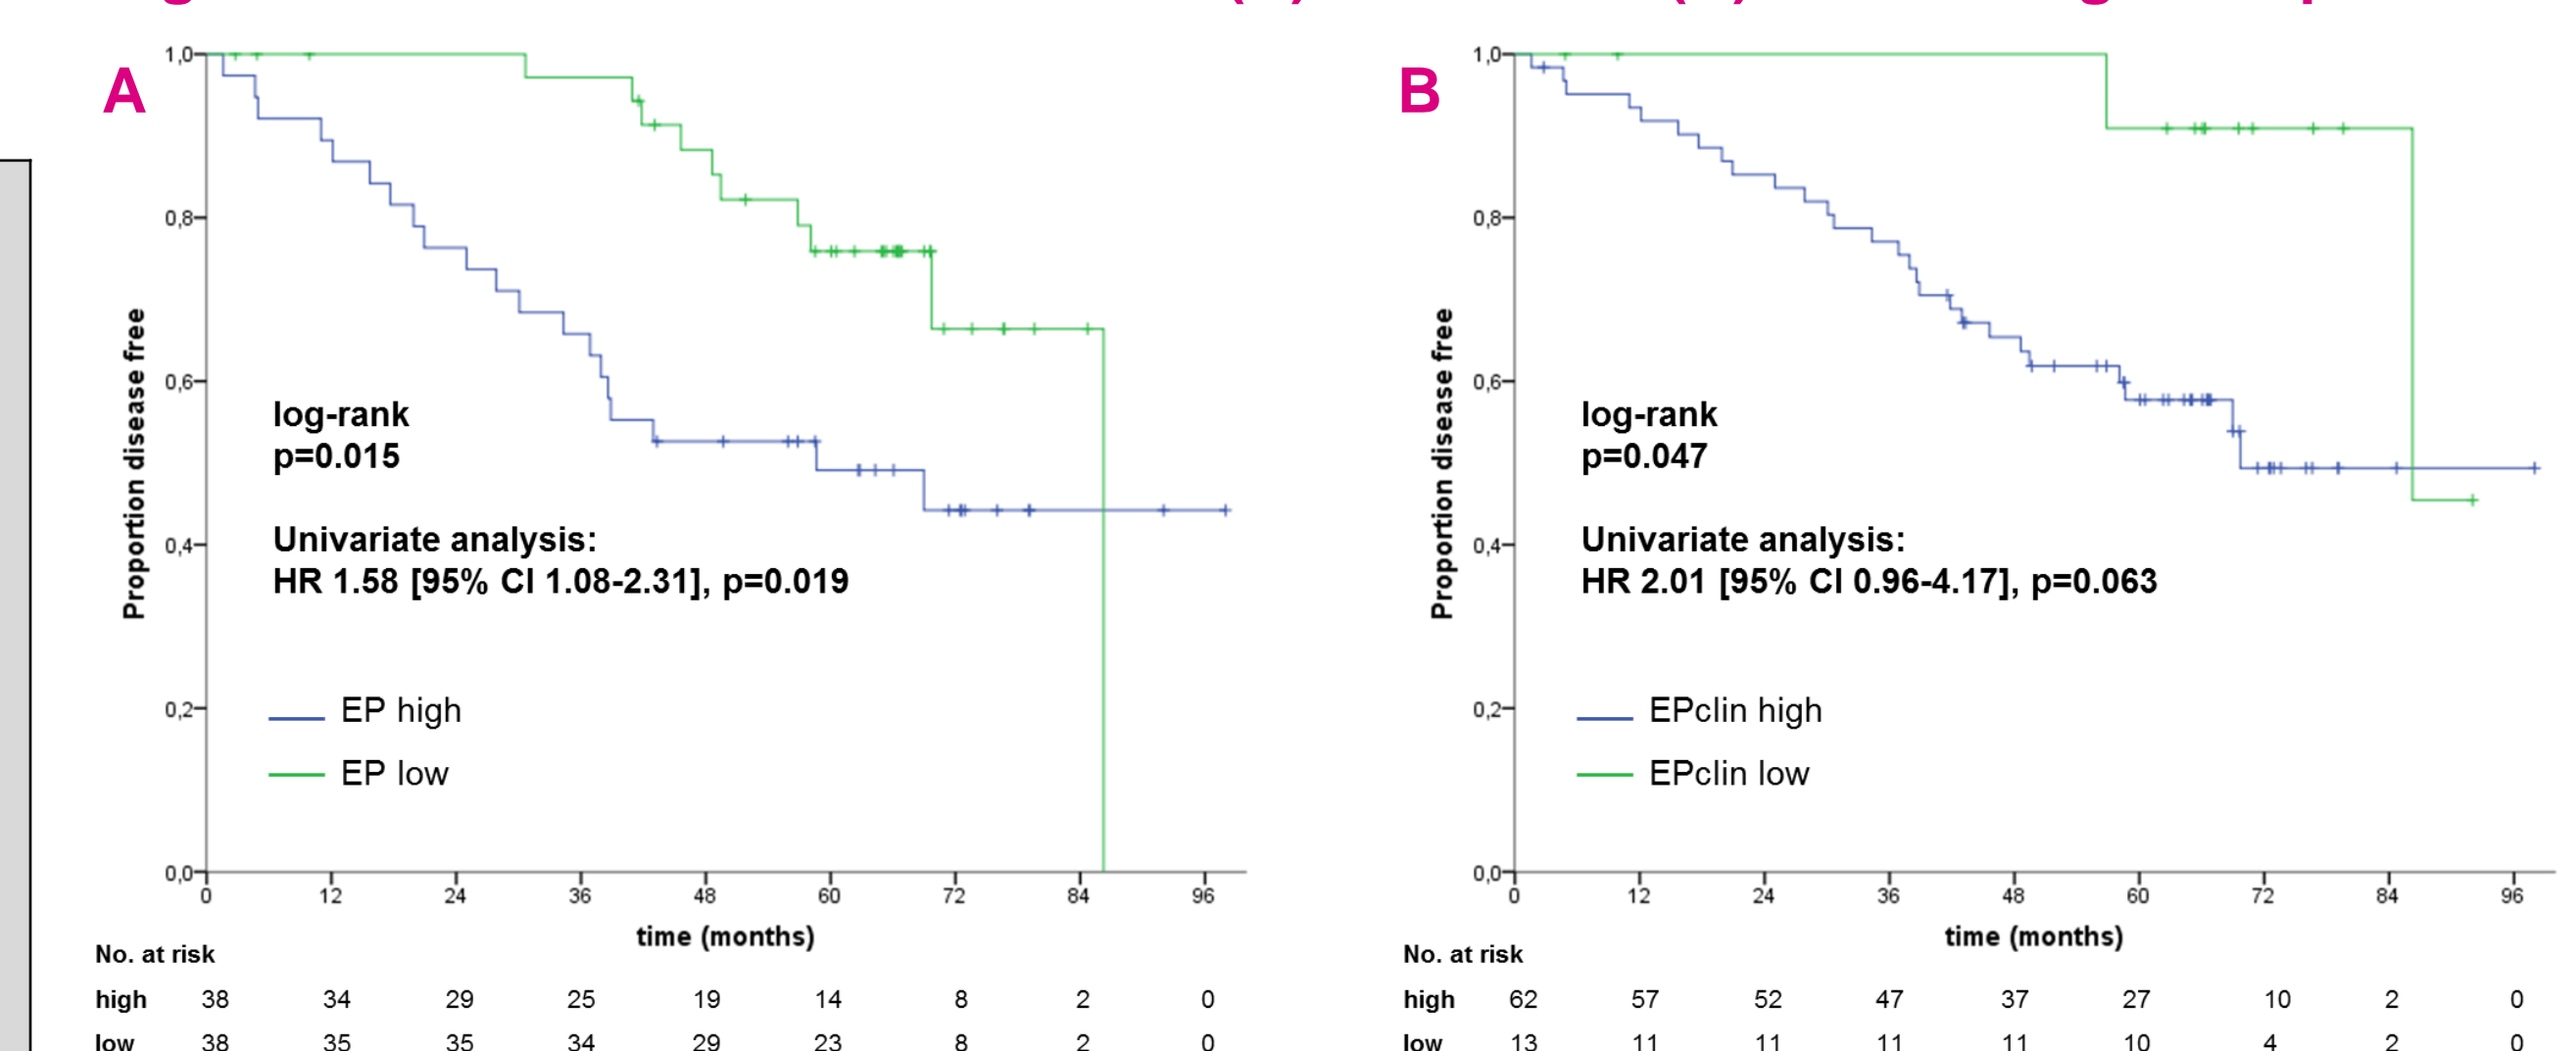 A
1,0
0,8
0,6
0,4
0,2
0,0
Proportion disease free
log-rank
p=0.015
Univariate analysis:
HR 1.58 [95% CI 1.08-2.31], p=0.019
EP high
EP low
0 12 24 36 48 60 72 84 96
time (months)
No. at risk
high 38 34 29 25 19 14 8 2 0
low 38 35 35 34 29 23 8 2 0
B
1,0
0,8
0,6
0,4
0,2
0,0
Proportion disease free
log-rank
p=0.047
Univariate analysis:
HR 2.01 [95% CI 0.96-4.17], p=0.063
EPclin high
EPclin low
0 12 24 36 48 60 72 84 96
time (months)
No. at risk
high 62 57 52 47 37 27 10 2 0
low 13 11 11 11 11 10 4 2 0